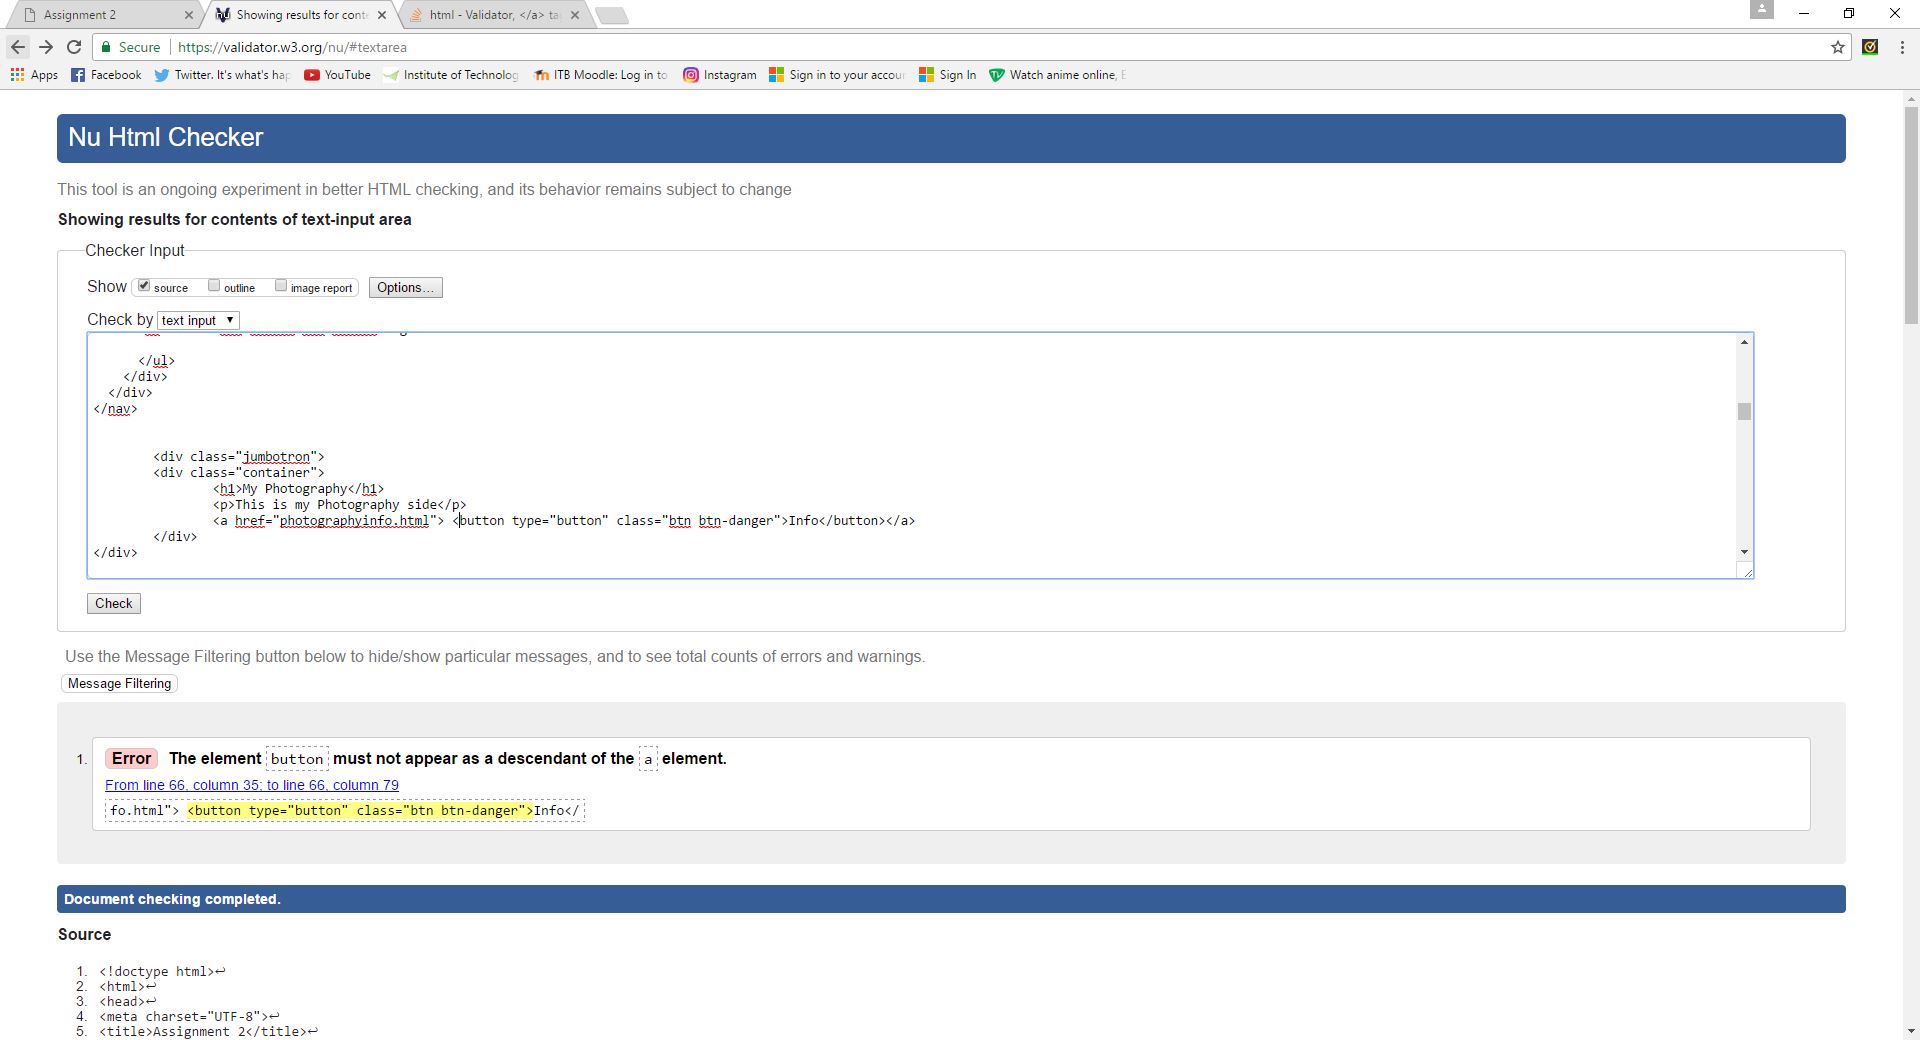 Assignment 2
Showing results for conte
html - Validator, </a> ta
Secure https://validator.w3.org/nu/#textarea
Apps Facebook Twitter. It's what's hap YouTube Institute of Technolog ITB Moodle: Log in to Instagram Sign in to your accour Sign In Watch anime online, E
Nu Html Checker
This tool is an ongoing experiment in better HTML checking, and its behavior remains subject to change
Showing results for contents of text-input area
Checker Input
Show source outline image report Options...
Check by text input
</ul>
</div>
</div>
</nav>
<div class="jumbotron">
<div class="container">
<h1>My Photography</h1>
<p>This is my Photography side</p>
<a href="photographyinfo.html"> <button type="button" class="btn btn-danger">Info</button></a>
</div>
</div>
Check
Use the Message Filtering button below to hide/show particular messages, and to see total counts of errors and warnings.
Message Filtering
1. Error The element button must not appear as a descendant of the a element.
From line 66, column 35; to line 66, column 79
fo.html"> <button type="button" class="btn btn-danger">Info</
Document checking completed.
Source
1. <!doctype html>↩
2. <html>↩
3. <head>↩
4. <meta charset="UTF-8">↩
5. <title>Assignment 2</title>↩